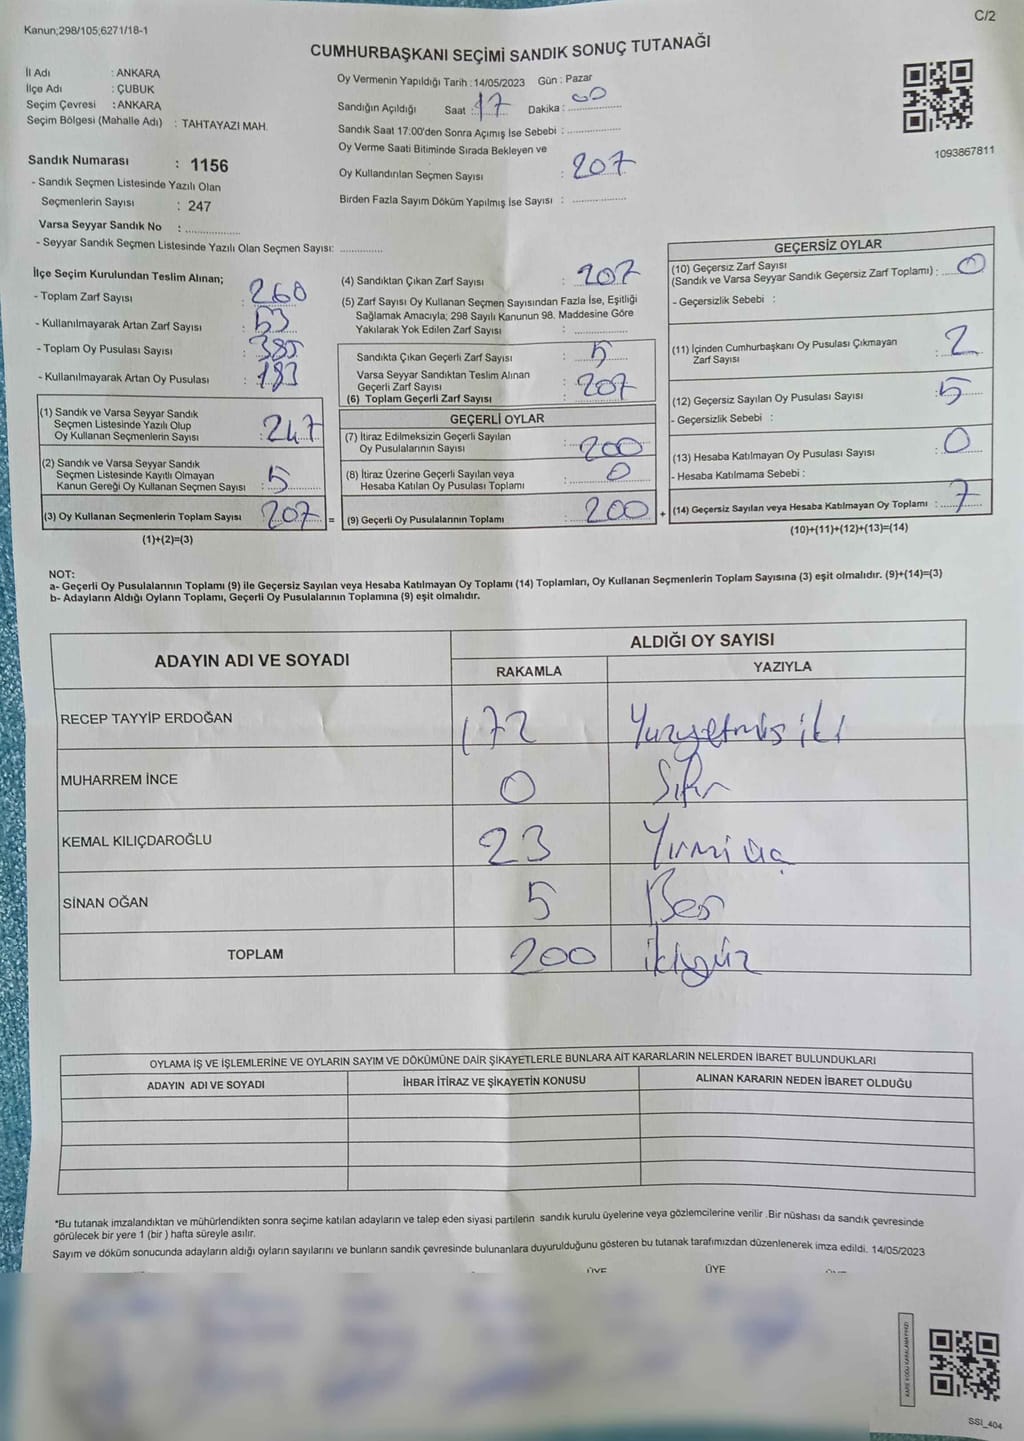 C/2
Kanun;298/105;6271/18-1
CUMHURBAŞKANI SEÇİMİ SANDIK SONUÇ TUTANAĞI
İl Adı : ANKARA
İlçe Adı : ÇUBUK
Seçim Çevresi : ANKARA
Seçim Bölgesi (Mahalle Adı) : TAHTAYAZI MAH.
Sandık Numarası : 1156
- Sandık Seçmen Listesinde Yazılı Olan
Seçmenlerin Sayısı : 247
Varsa Seyyar Sandık No : ..................
- Seyyar Sandık Seçmen Listesinde Yazılı Olan Seçmen Sayısı: .............
Oy Vermenin Yapıldığı Tarih : 14/05/2023 Gün : Pazar
Sandığın Açıldığı Saat : 17 Dakika : 00
Sandık Saat 17:00'den Sonra Açımış İse Sebebi : ...............
Oy Verme Saati Bitiminde Sırada Bekleyen ve
Oy Kullandırılan Seçmen Sayısı : 207
Birden Fazla Sayım Döküm Yapılmış İse Sayısı : ...............
1093867811
İlçe Seçim Kurulundan Teslim Alınan;
- Toplam Zarf Sayısı : 260
- Kullanılmayarak Artan Zarf Sayısı : 53
- Toplam Oy Pusulası Sayısı : 385
- Kullanılmayarak Artan Oy Pusulası : 183
(1) Sandık ve Varsa Seyyar Sandık
Seçmen Listesinde Yazılı Olup
Oy Kullanan Seçmenlerin Sayısı : 247
(2) Sandık ve Varsa Seyyar Sandık
Seçmen Listesinde Kayıtlı Olmayan
Kanun Gereği Oy Kullanan Seçmen Sayısı : 5
(3) Oy Kullanan Seçmenlerin Toplam Sayısı 207 =
(1)+(2)=(3)
(4) Sandıktan Çıkan Zarf Sayısı : 207
(5) Zarf Sayısı Oy Kullanan Seçmen Sayısından Fazla İse, Eşitliği
Sağlamak Amacıyla; 298 Sayılı Kanunun 98. Maddesine Göre
Yakılarak Yok Edilen Zarf Sayısı : ...............
Sandıkta Çıkan Geçerli Zarf Sayısı : 5
Varsa Seyyar Sandıktan Teslim Alınan
Geçerli Zarf Sayısı : 207
(6) Toplam Geçerli Zarf Sayısı
GEÇERLİ OYLAR
(7) İtiraz Edilmeksizin Geçerli Sayılan
Oy Pusulalarının Sayısı : 200
(8) İtiraz Üzerine Geçerli Sayılan veya
Hesaba Katılan Oy Pusulası Toplamı : 0
(9) Geçerli Oy Pusulalarının Toplamı : 200 +
GEÇERSİZ OYLAR
(10) Geçersiz Zarf Sayısı
(Sandık ve Varsa Seyyar Sandık Geçersiz Zarf Toplamı) : 0
- Geçersizlik Sebebi :
(11) İçinden Cumhurbaşkanı Oy Pusulası Çıkmayan
Zarf Sayısı : 2
(12) Geçersiz Sayılan Oy Pusulası Sayısı : 5
- Geçersizlik Sebebi :
(13) Hesaba Katılmayan Oy Pusulası Sayısı : 0
- Hesaba Katılmama Sebebi :
(14) Geçersiz Sayılan veya Hesaba Katılmayan Oy Toplamı : 7
(10)+(11)+(12)+(13)=(14)
NOT:
a- Geçerli Oy Pusulalarının Toplamı (9) ile Geçersiz Sayılan veya Hesaba Katılmayan Oy Toplamı (14) Toplamları, Oy Kullanan Seçmenlerin Toplam Sayısına (3) eşit olmalıdır. (9)+(14)=(3)
b- Adayların Aldığı Oyların Toplamı, Geçerli Oy Pusulalarının Toplamına (9) eşit olmalıdır.
ADAYIN ADI VE SOYADI
ALDIĞI OY SAYISI
RAKAMLA YAZIYLA
RECEP TAYYİP ERDOĞAN 172 Yüzyetmiş iki
MUHARREM İNCE 0 Sıfır
KEMAL KILIÇDAROĞLU 23 Yirmi üç
SİNAN OĞAN 5 Beş
TOPLAM 200 ikiyüz
OYLAMA İŞ VE İŞLEMLERİNE VE OYLARIN SAYIM VE DÖKÜMÜNE DAİR ŞİKAYETLERLE BUNLARA AİT KARARLARIN NELERDEN İBARET BULUNDUKLARI
ADAYIN ADI VE SOYADI İHBAR İTİRAZ VE ŞİKAYETİN KONUSU ALINAN KARARIN NEDEN İBARET OLDUĞU
*Bu tutanak imzalandıktan ve mühürlendikten sonra seçime katılan adayların ve talep eden siyasi partilerin sandık kurulu üyelerine veya gözlemcilerine verilir .Bir nüshası da sandık çevresinde
görülecek bir yere 1 (bir ) hafta süreyle asılır.
Sayım ve döküm sonucunda adayların aldığı oyların sayılarını ve bunların sandık çevresinde bulunanlara duyurulduğunu gösteren bu tutanak tarafımızdan düzenlenerek imza edildi. 14/05/2023
ÜYE ÜYE
SSI_404